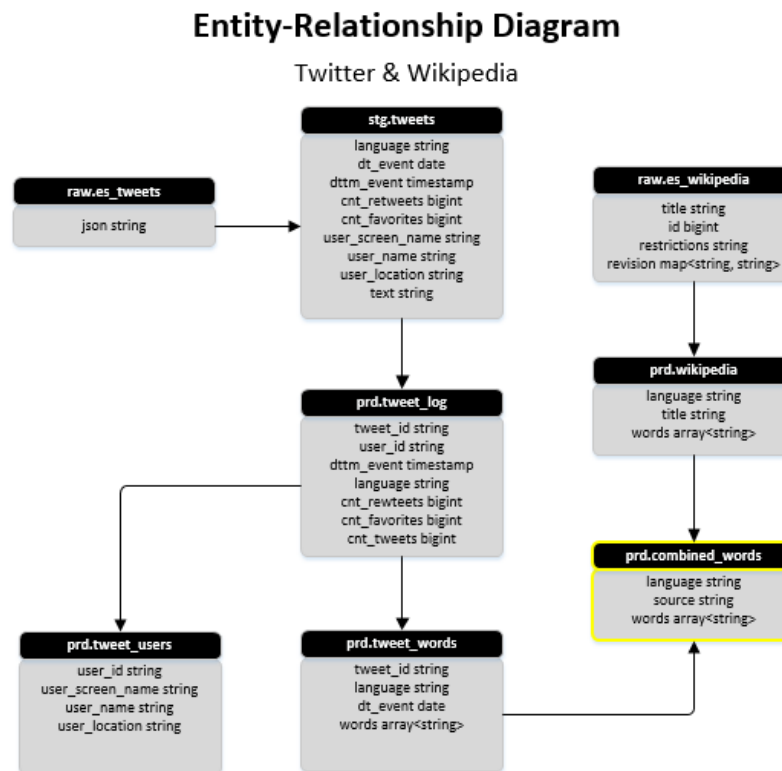 Entity-Relationship Diagram
Twitter & Wikipedia
stg.tweets
language string
dt_event date
dttm_event timestamp
cnt_retweets bigint
cnt_favorites bigint
user_screen_name string
user_name string
user_location string
text string
raw.es_tweets
json string
raw.es_wikipedia
title string
id bigint
restrictions string
revision map<string, string>
prd.tweet_log
tweet_id string
user_id string
dttm_event timestamp
language string
cnt_rewteets bigint
cnt_favorites bigint
cnt_tweets bigint
prd.wikipedia
language string
title string
words array<string>
prd.combined_words
language string
source string
words array<string>
prd.tweet_users
user_id string
user_screen_name string
user_name string
user_location string
prd.tweet_words
tweet_id string
language string
dt_event date
words array<string>